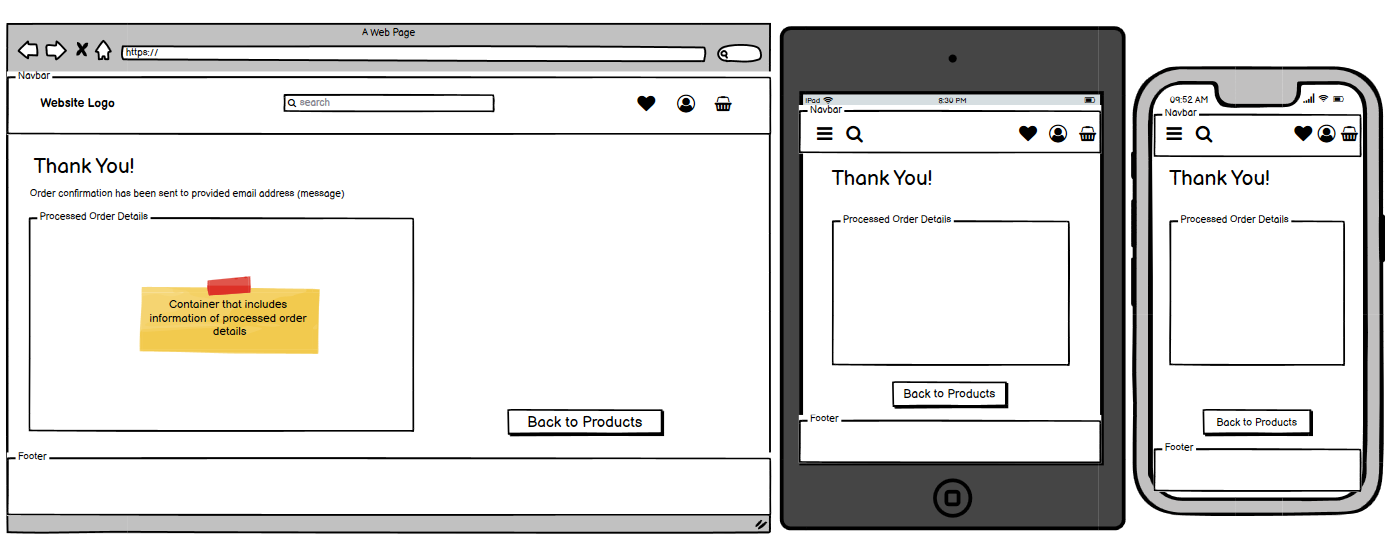 A Web Page
https://
Navbar
Website Logo
search
Thank You!
Order confirmation has been sent to provided email address (message)
Processed Order Details
Container that includes
information of processed order
details
Back to Products
Footer
iPad
8:30 PM
Navbar
Thank You!
Processed Order Details
Back to Products
Footer
09:52 AM
Navbar
Thank You!
Processed Order Details
Back to Products
Footer